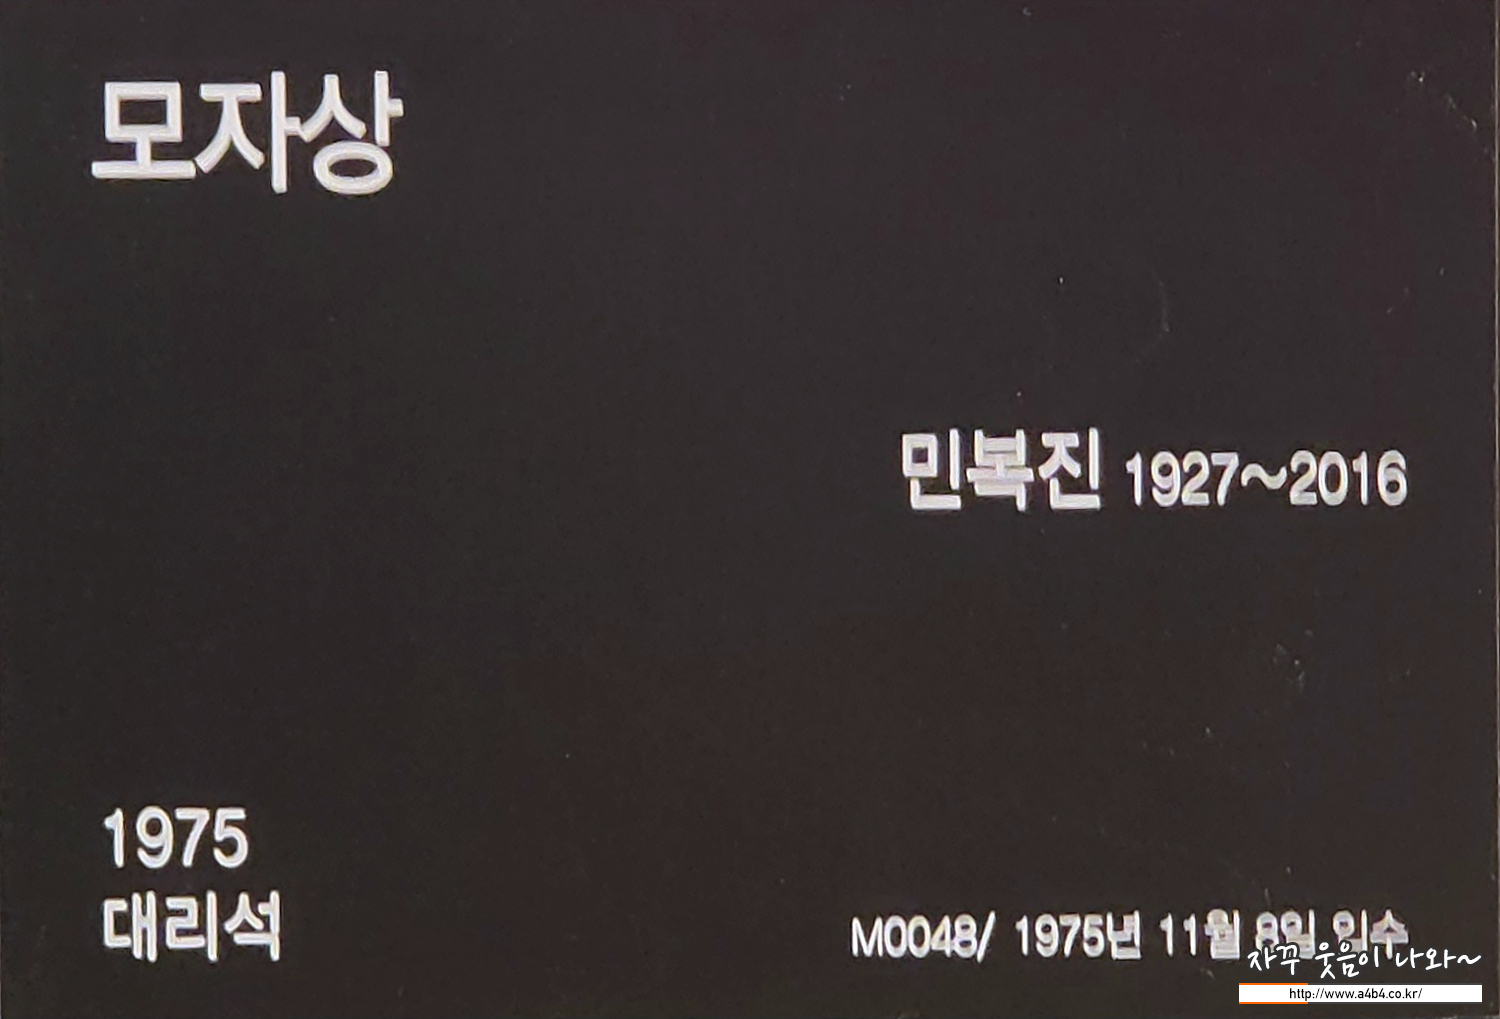 모자상
민복진 1927~2016
1975
대리석
M0048/ 1975년 11월 8일 인수
자꾸 웃음이 나와~
http://www.a4b4.co.kr/